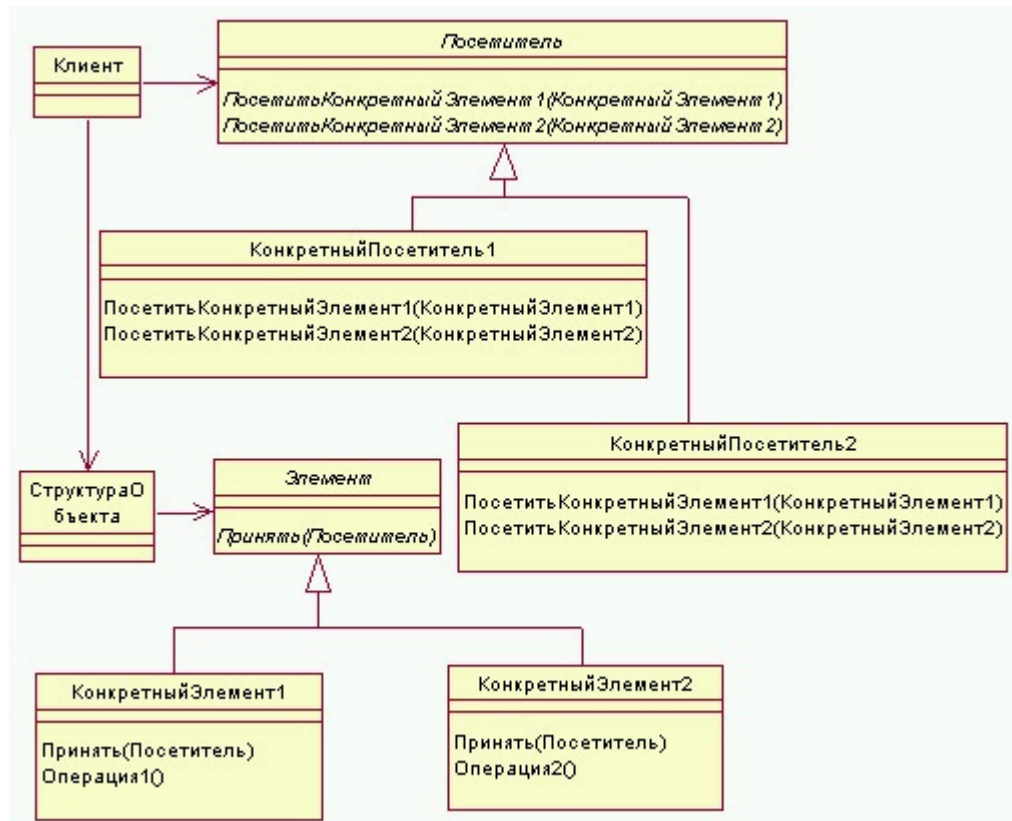 Посетитель
Клиент
ПосетитьКонкретныйЭлемент1(КонкретныйЭлемент1)
ПосетитьКонкретныйЭлемент2(КонкретныйЭлемент2)
КонкретныйПосетитель1
ПосетитьКонкретныйЭлемент1(КонкретныйЭлемент1)
ПосетитьКонкретныйЭлемент2(КонкретныйЭлемент2)
КонкретныйПосетитель2
ПосетитьКонкретныйЭлемент1(КонкретныйЭлемент1)
ПосетитьКонкретныйЭлемент2(КонкретныйЭлемент2)
СтруктураО
бъекта
Элемент
Принять(Посетитель)
КонкретныйЭлемент1
Принять(Посетитель)
Операция1()
КонкретныйЭлемент2
Принять(Посетитель)
Операция2()